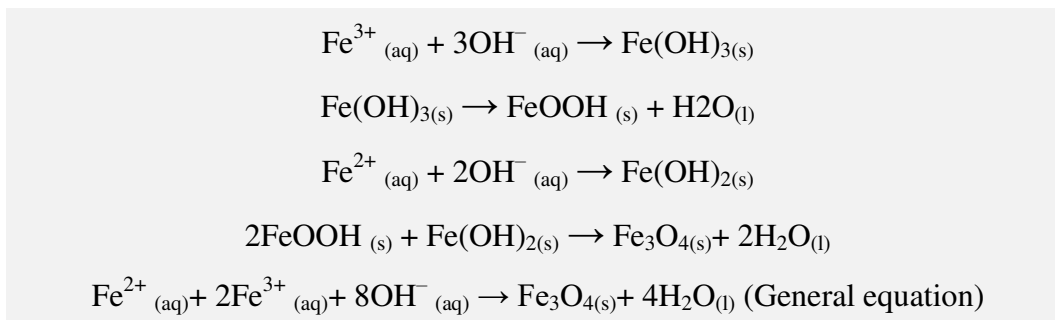 Fe³⁺ (aq) + 3OH⁻ (aq) → Fe(OH)₃(s)
Fe(OH)₃(s) → FeOOH (s) + H2O(l)
Fe²⁺ (aq) + 2OH⁻ (aq) → Fe(OH)₂(s)
2FeOOH (s) + Fe(OH)₂(s) → Fe₃O₄(s)+ 2H₂O(l)
Fe²⁺ (aq)+ 2Fe³⁺ (aq)+ 8OH⁻ (aq) → Fe₃O₄(s)+ 4H₂O(l) (General equation)